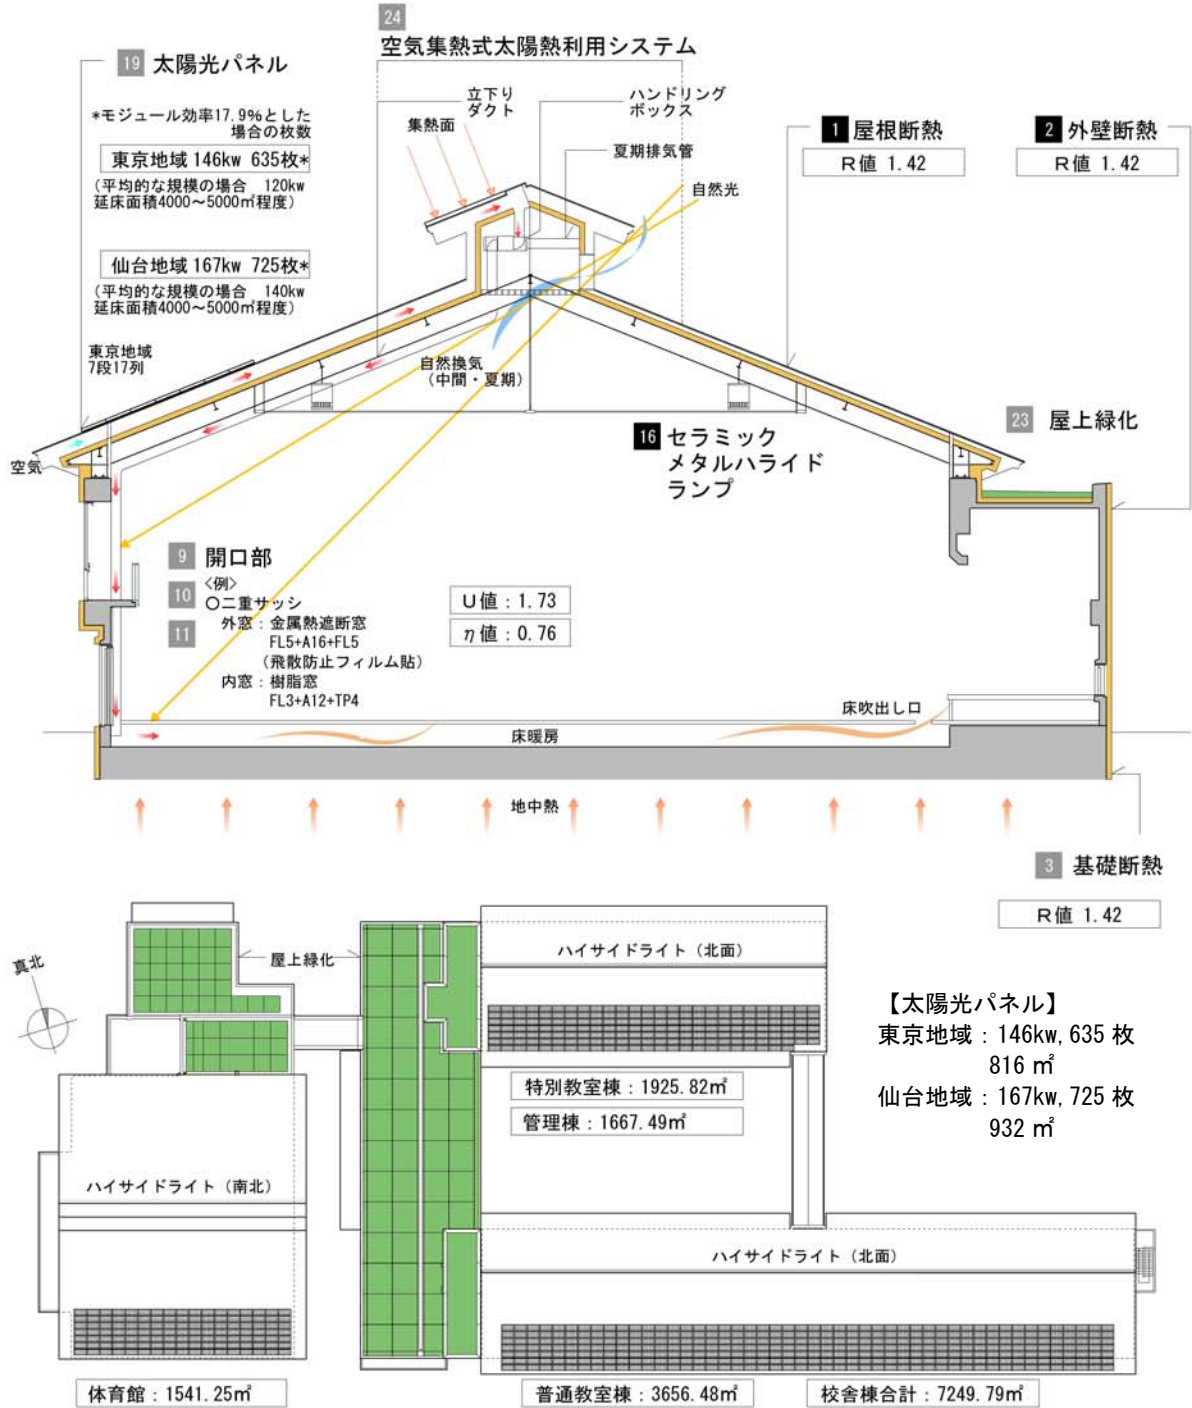 24
空気集熱式太陽熱利用システム
19 太陽光パネル
*モジュール効率17.9%とした
場合の枚数
東京地域 146kw 635枚*
(平均的な規模の場合 120kw
延床面積4000～5000㎡程度)
仙台地域 167kw 725枚*
(平均的な規模の場合 140kw
延床面積4000～5000㎡程度)
東京地域
7段17列
集熱面
立下り
ダクト
ハンドリング
ボックス
夏期排気管
自然光
1 屋根断熱
R値 1.42
2 外壁断熱
R値 1.42
自然換気
(中間・夏期)
空気
16 セラミック
メタルハライド
ランプ
23 屋上緑化
9 開口部
10 <例>
○二重サッシ
11 外窓：金属熱遮断窓
FL5+A16+FL5
(飛散防止フィルム貼)
内窓：樹脂窓
FL3+A12+TP4
U値：1.73
η値：0.76
床吹出し口
床暖房
地中熱
3 基礎断熱
R値 1.42
真北
屋上緑化
ハイサイドライト (北面)
【太陽光パネル】
東京地域：146kw,635 枚
816 ㎡
仙台地域：167kw,725 枚
932 ㎡
特別教室棟：1925.82㎡
管理棟：1667.49㎡
ハイサイドライト (南北)
ハイサイドライト (北面)
体育館：1541.25㎡
普通教室棟：3656.48㎡
校舎棟合計：7249.79㎡